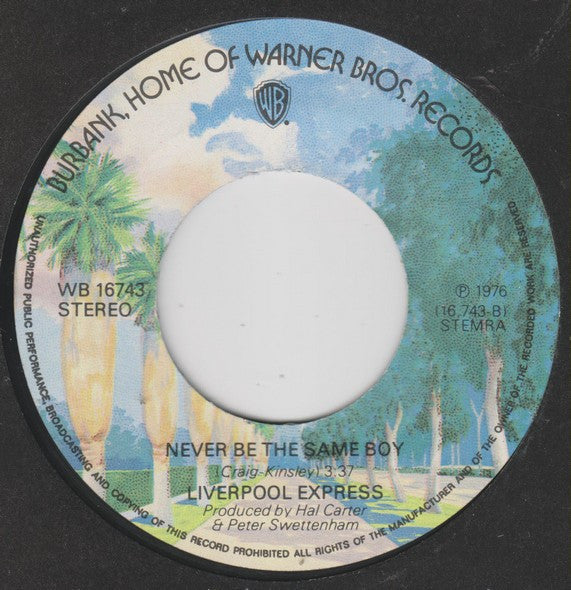 BURBANK, HOME OF WARNER BROS. RECORDS
WB
WB 16743
STEREO
℗ 1976
(16.743-B)
STEMRA
NEVER BE THE SAME BOY
(Craig-Kinsley) 3:37
LIVERPOOL EXPRESS
Produced by Hal Carter
& Peter Swettenham
UNAUTHORIZED PUBLIC PERFORMANCE, BROADCASTING AND COPYING OF THIS RECORD PROHIBITED ALL RIGHTS OF THE MANUFACTURER AND OF THE OWNER OF THE RECORDED WORK ARE RESERVED